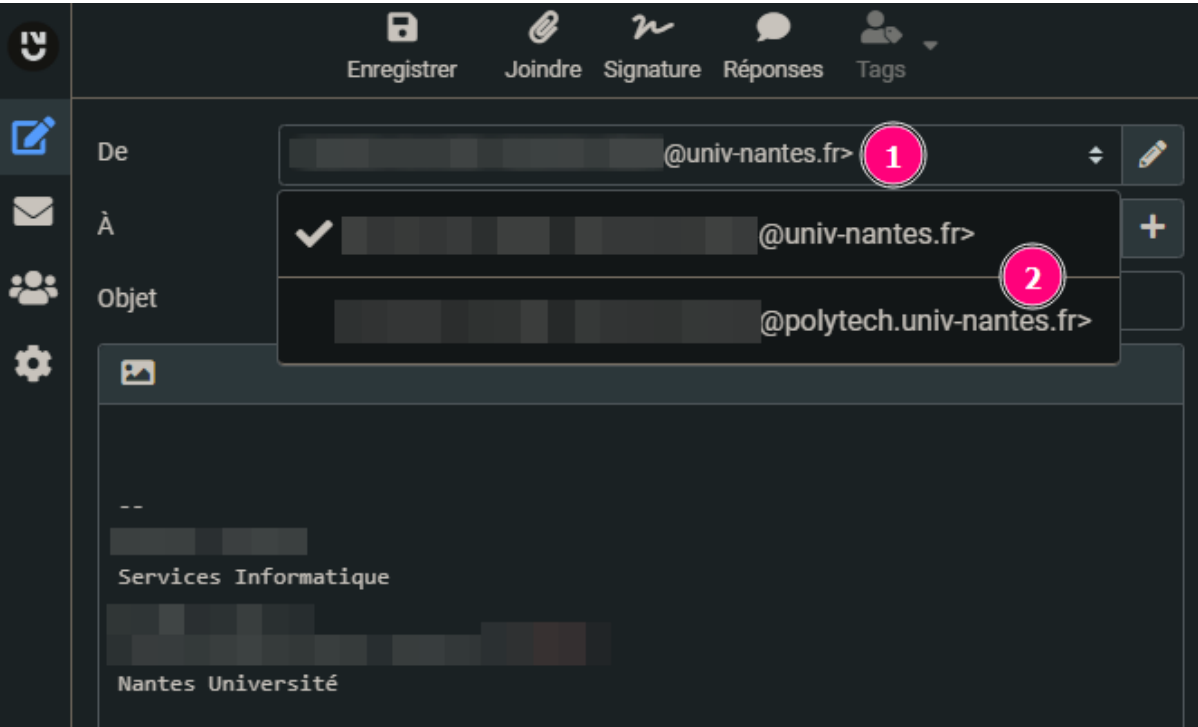 Enregistrer Joindre Signature Réponses Tags
De @univ-nantes.fr> 1
À
@univ-nantes.fr>
2
Objet
@polytech.univ-nantes.fr>
--
Services Informatique
Nantes Université